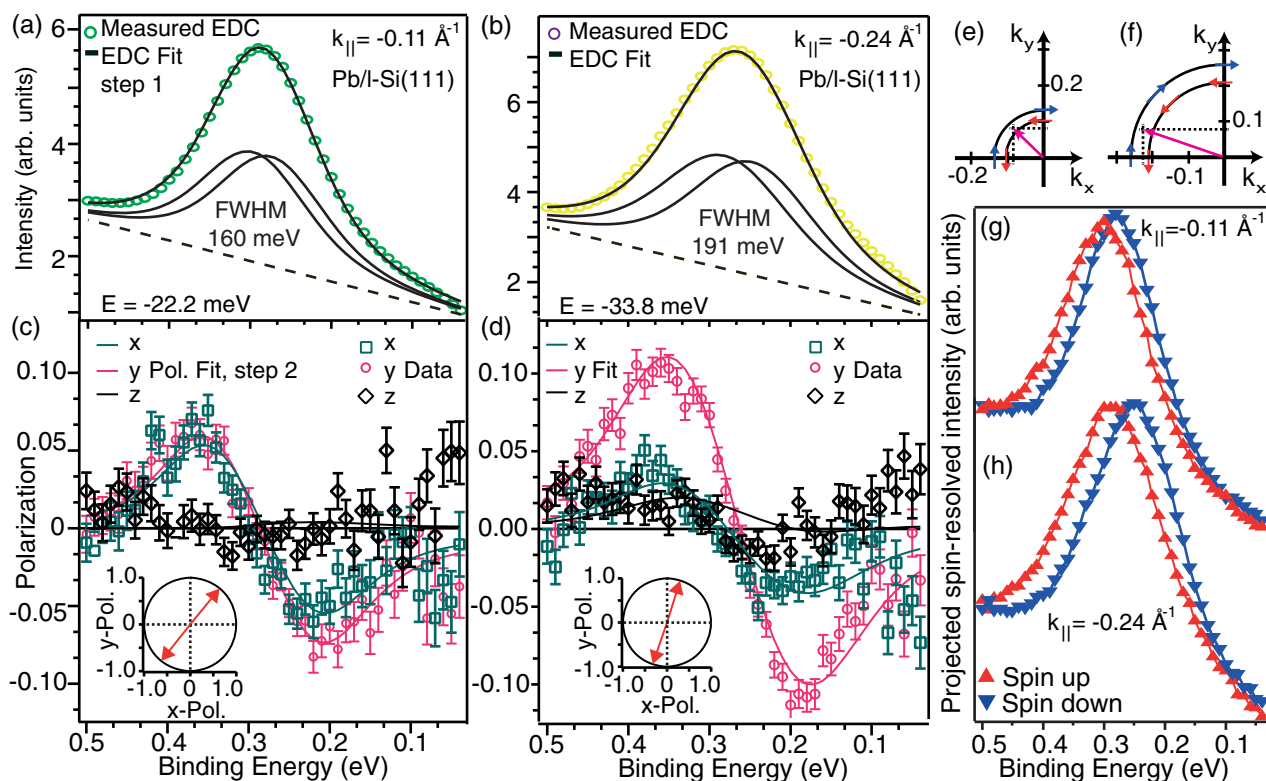 (a)
6
4
2
Intensity (arb. units)
Measured EDC
EDC Fit
step 1
k||= -0.11 Å-1
Pb/l-Si(111)
FWHM
160 meV
E = -22.2 meV
(b)
6
4
2
Measured EDC
EDC Fit
k||= -0.24 Å-1
Pb/l-Si(111)
FWHM
191 meV
E = -33.8 meV
(c)
0.10
0.05
0
-0.05
-0.10
Polarization
x
y Pol. Fit, step 2
z
x
y Data
z
1.0
0
-1.0
y-Pol.
-1.0 0 1.0
x-Pol.
0.5 0.4 0.3 0.2 0.1
Binding Energy (eV)
(d)
0.10
0.05
0.00
-0.05
-0.10
x
y Fit
z
x
y Data
z
1.0
0
-1.0
y-Pol.
-1.0 0 1.0
x-Pol.
0.5 0.4 0.3 0.2 0.1
Binding Energy (eV)
(e)
ky
0.2
-0.2
kx
(f)
ky
0.1
-0.1
kx
(g)
k||=-0.11 Å-1
(h)
k||= -0.24 Å-1
Spin up
Spin down
Projected spin-resolved intensity (arb. units)
0.5 0.4 0.3 0.2 0.1
Binding Energy (eV)